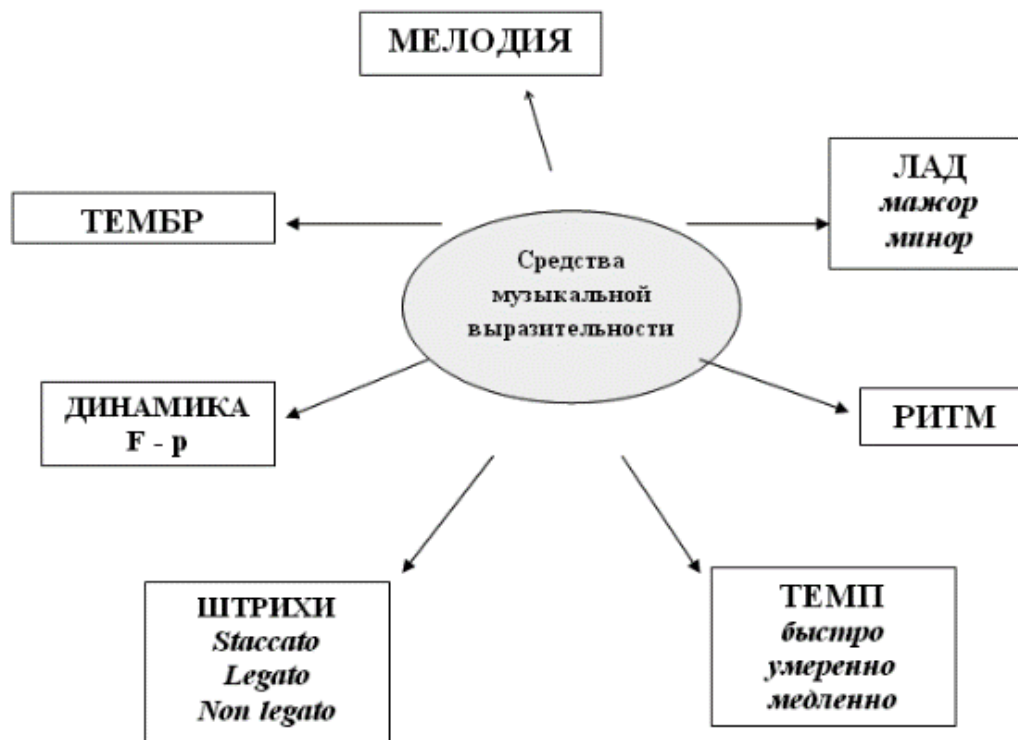 МЕЛОДИЯ
ТЕМБР
ЛАД
мажор
минор
Средства
музыкальной
выразительности
ДИНАМИКА
F - p
РИТМ
ШТРИХИ
Staccato
Legato
Non legato
ТЕМП
быстро
умеренно
медленно